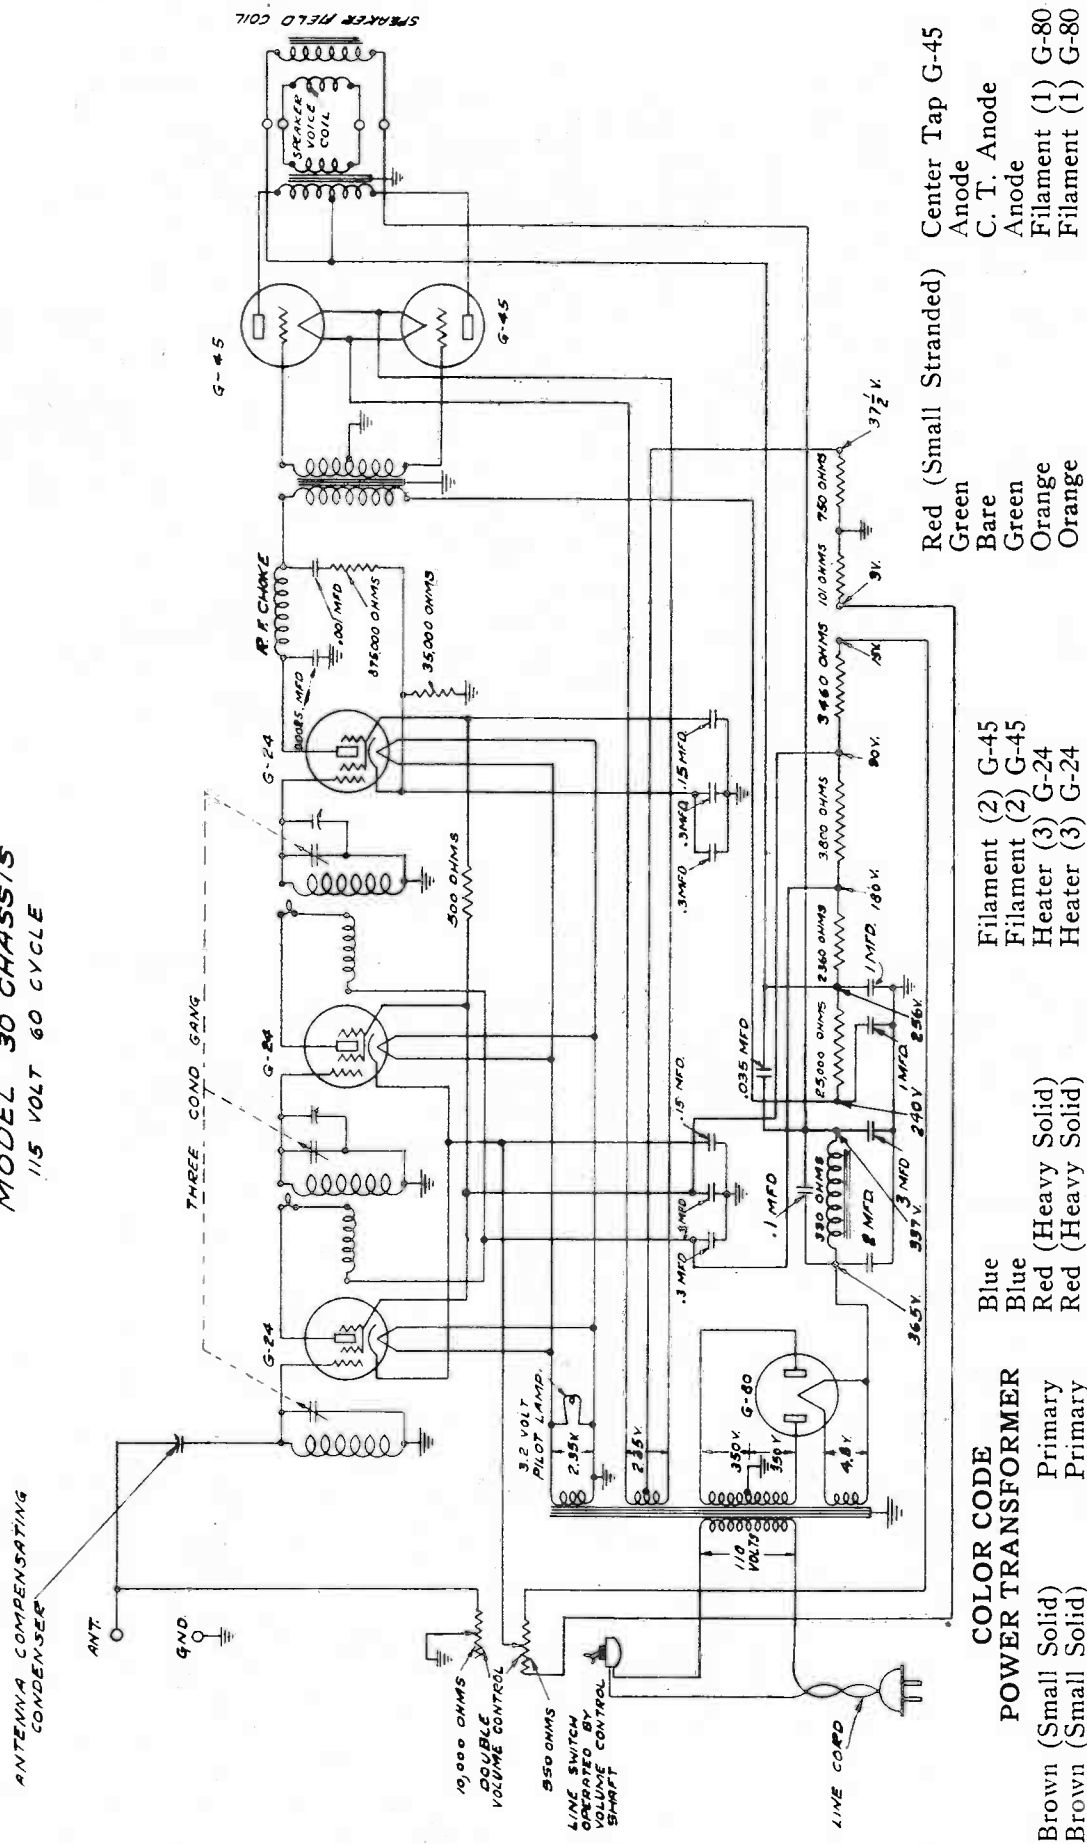 MODEL 30 CHASSIS
115 VOLT 60 CYCLE
ANTENNA COMPENSATING
CONDENSER
ANT.
GND.
THREE COND GANG
G-24
G-24
G-24
R.F. CHOKE
.00025 MFD
.001 MFD
375,000 OHMS
35,000 OHMS
G-45
G-45
SPEAKER
VOICE
COIL
SPEAKER FIELD COIL
500 OHMS
10,000 OHMS
DOUBLE
VOLUME CONTROL
950 OHMS
LINE SWITCH
OPERATED BY
VOLUME CONTROL
SHAFT
LINE CORD
3.2 VOLT
PILOT LAMP.
2.35V.
2.35V.
350V.
350V.
4.8V.
110
VOLTS
G-80
.3 MFD
.3 MFD
.15 MFD.
.3 MFD
.3 MFD.
.15 MFD.
.1 MFD
.035 MFD
330 OHMS
2 MFD.
3 MFD
1 MFD.
1 MFD.
25,000 OHMS
2360 OHMS
3,800 OHMS
3460 OHMS
101 OHMS
750 OHMS
365V.
337V.
240V
256V.
180V.
90V.
15V.
9V.
37½V.
COLOR CODE
POWER TRANSFORMER
Brown (Small Solid) Primary
Brown (Small Solid) Primary
Blue Filament (2) G-45
Blue Filament (2) G-45
Red (Heavy Solid) Heater (3) G-24
Red (Heavy Solid) Heater (3) G-24
Red (Small Stranded) Center Tap G-45
Green Anode
Bare C. T. Anode
Green Anode
Orange Filament (1) G-80
Orange Filament (1) G-80